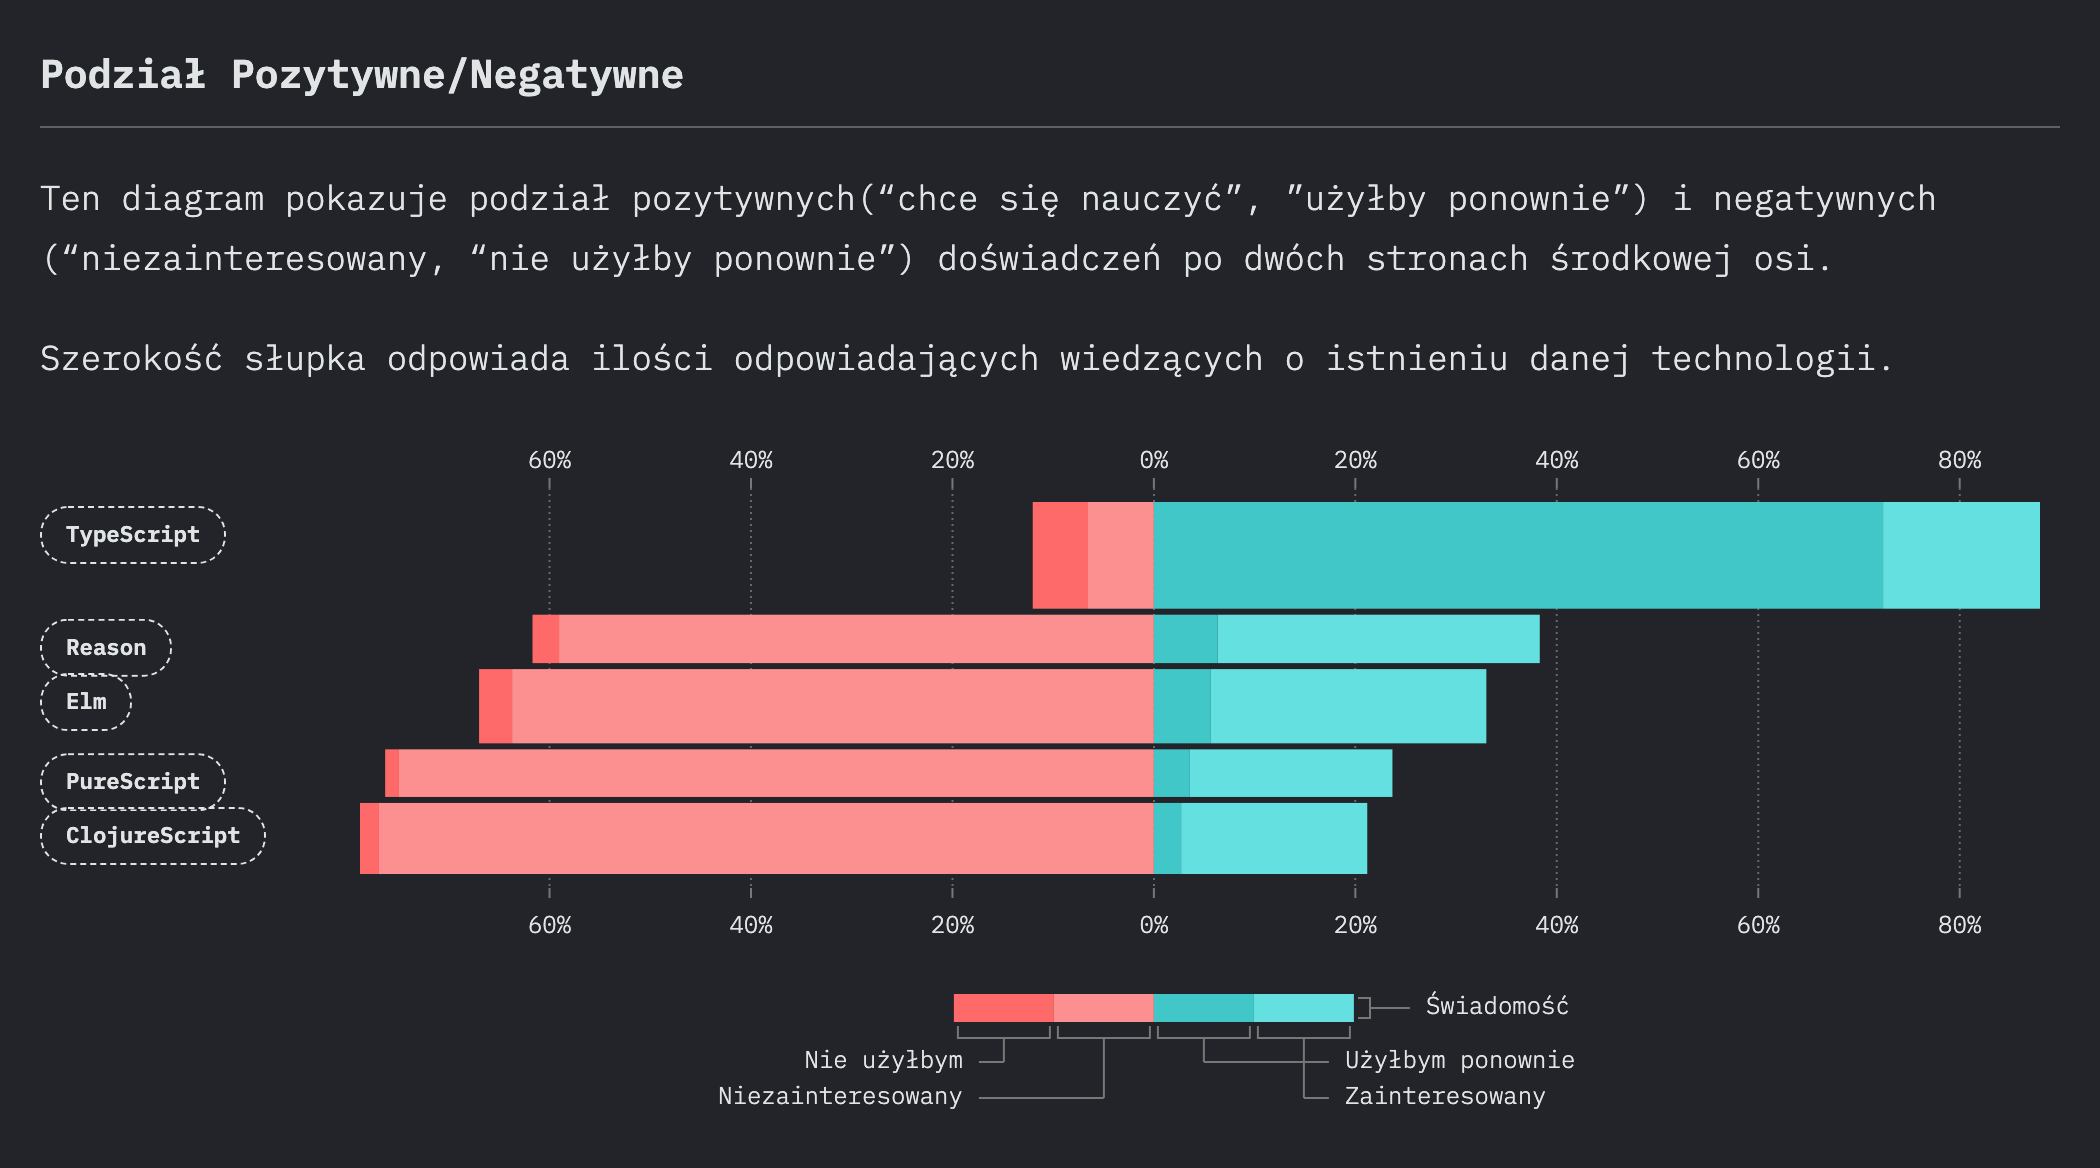 Podział Pozytywne/Negatywne
Ten diagram pokazuje podział pozytywnych(“chce się nauczyć”, ”użyłby ponownie”) i negatywnych
(“niezainteresowany, “nie użyłby ponownie”) doświadczeń po dwóch stronach środkowej osi.
Szerokość słupka odpowiada ilości odpowiadających wiedzących o istnieniu danej technologii.
60% 40% 20% 0% 20% 40% 60% 80%
TypeScript
Reason
Elm
PureScript
ClojureScript
60% 40% 20% 0% 20% 40% 60% 80%
Świadomość
Nie użyłbym Użyłbym ponownie
Niezainteresowany Zainteresowany